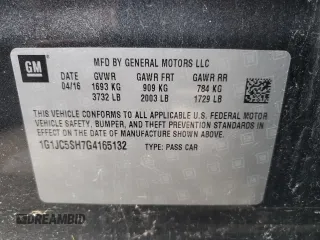 GM
MFD BY GENERAL MOTORS LLC
DATE GVWR GAWR FRT GAWR RR
04/16 1693 KG 909 KG 784 KG
3732 LB 2003 LB 1729 LB
THIS VEHICLE CONFORMS TO ALL APPLICABLE U.S. FEDERAL MOTOR
VEHICLE SAFETY, BUMPER, AND THEFT PREVENTION STANDARDS IN EFFECT
ON THE DATE OF MANUFACTURE SHOWN ABOVE.
1G1JC5SH7G4165132 TYPE: PASS CAR
DREAMBID